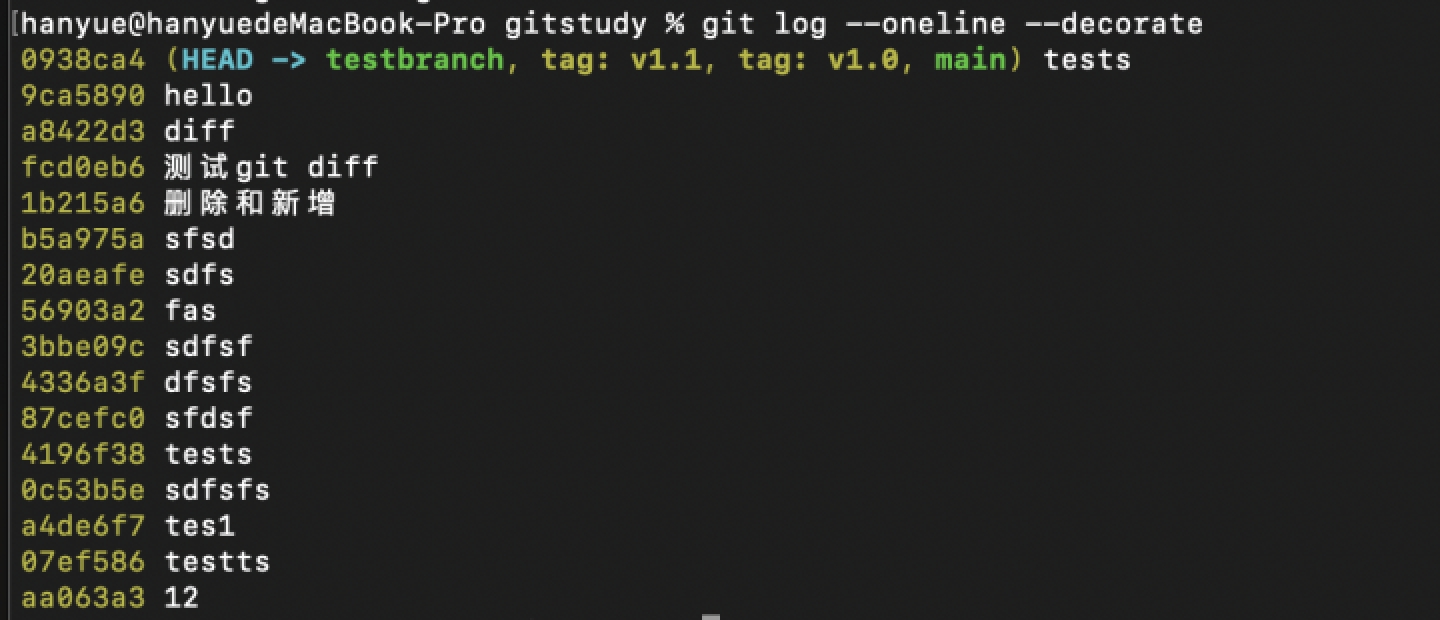 [hanyue@hanyuedeMacBook-Pro gitstudy % git log --oneline --decorate
0938ca4 (HEAD -> testbranch, tag: v1.1, tag: v1.0, main) tests
9ca5890 hello
a8422d3 diff
fcd0eb6 测试git diff
1b215a6 删除和新增
b5a975a sfsd
20aeafe sdfs
56903a2 fas
3bbe09c sdfsf
4336a3f dfsfs
87cefc0 sfdsf
4196f38 tests
0c53b5e sdfsfs
a4de6f7 tes1
07ef586 testts
aa063a3 12